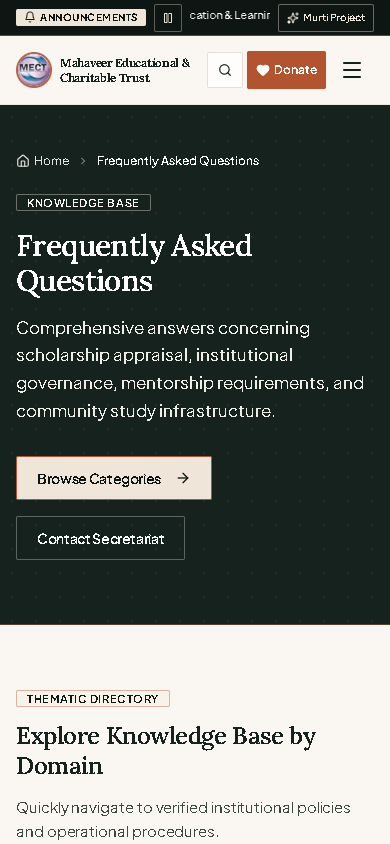 ANNOUNCEMENTS
cation & Learnin
Murti Project
MECT
Mahaveer Educational &
Charitable Trust
Donate
Home
Frequently Asked Questions
KNOWLEDGE BASE
Frequently Asked
Questions
Comprehensive answers concerning
scholarship appraisal, institutional
governance, mentorship requirements, and
community study infrastructure.
Browse Categories
Contact Secretariat
THEMATIC DIRECTORY
Explore Knowledge Base by
Domain
Quickly navigate to verified institutional policies
and operational procedures.